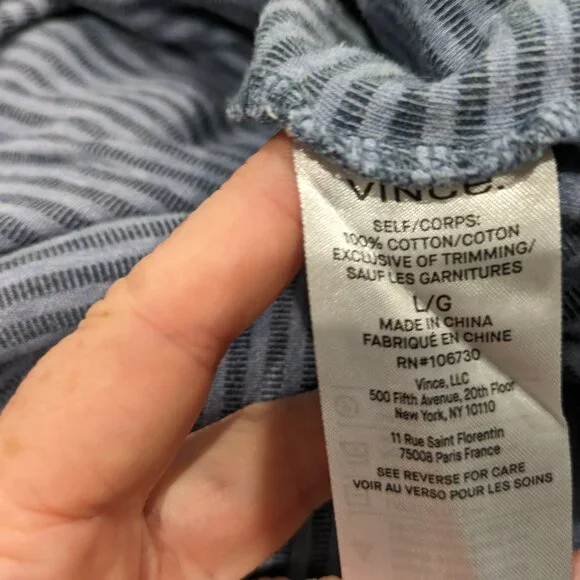 VINCE.
SELF/CORPS:
100% COTTON/COTON
EXCLUSIVE OF TRIMMING/
SAUF LES GARNITURES
L/G
MADE IN CHINA
FABRIQUÉ EN CHINE
RN#106730
Vince, LLC
500 Fifth Avenue, 20th Floor
New York, NY 10110
11 Rue Saint Florentin
75008 Paris France
SEE REVERSE FOR CARE
VOIR AU VERSO POUR LES SOINS